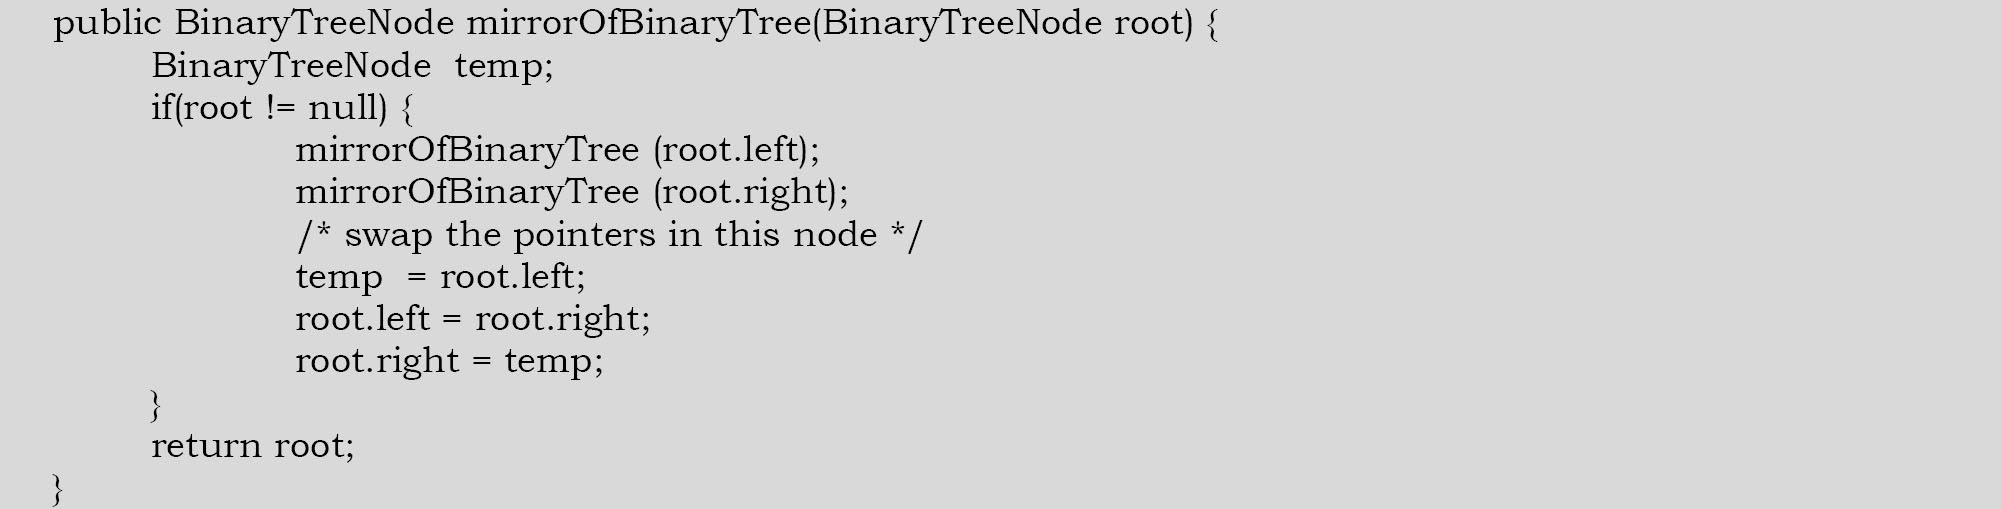 public BinaryTreeNode mirrorOfBinaryTree(BinaryTreeNode root) {
BinaryTreeNode  temp;
if(root != null) {
mirrorOfBinaryTree (root.left);
mirrorOfBinaryTree (root.right);
/* swap the pointers in this node */
temp  = root.left;
root.left = root.right;
root.right = temp;
}
return root;
}